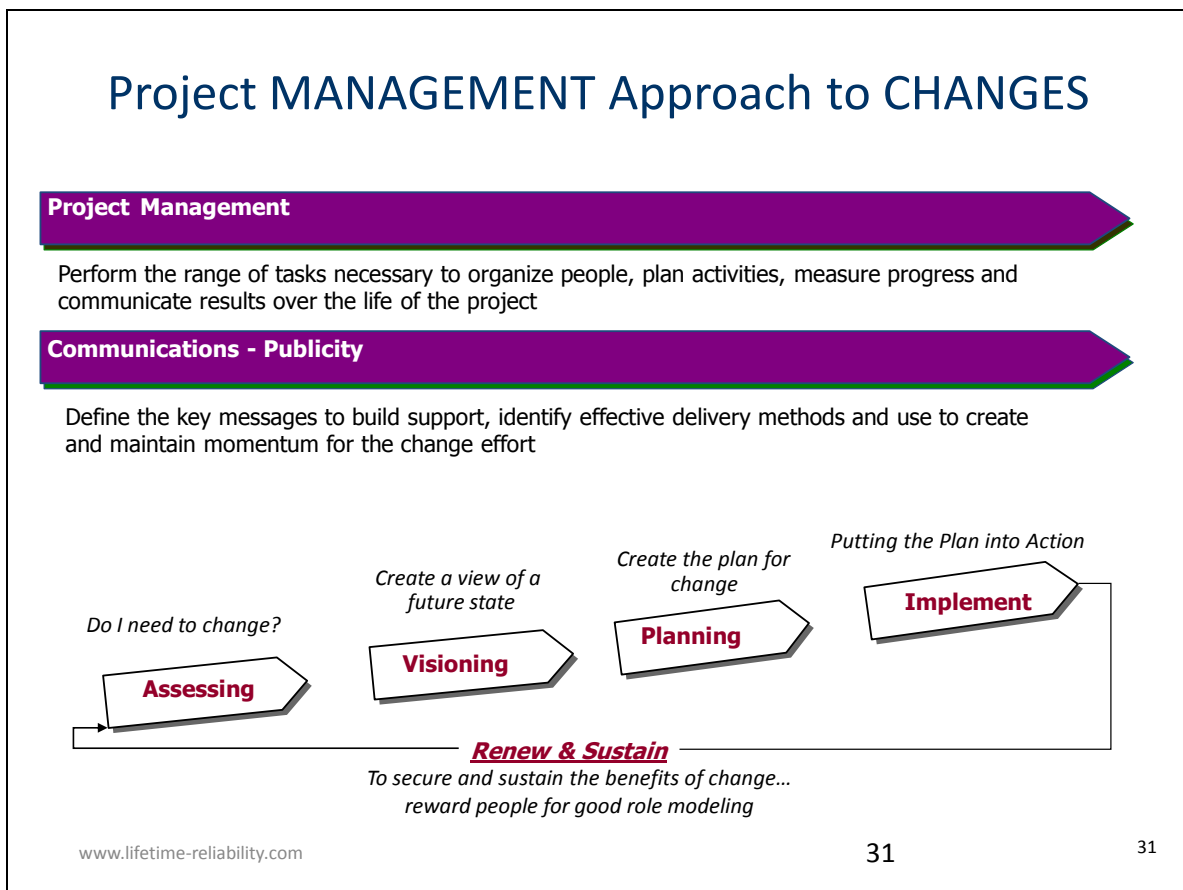 Project MANAGEMENT Approach to CHANGES
Project Management
Perform the range of tasks necessary to organize people, plan activities, measure progress and
communicate results over the life of the project
Communications - Publicity
Define the key messages to build support, identify effective delivery methods and use to create
and maintain momentum for the change effort
Do I need to change?
Assessing
Create a view of a
future state
Visioning
Create the plan for
change
Planning
Putting the Plan into Action
Implement
Renew & Sustain
To secure and sustain the benefits of change...
reward people for good role modeling
www.lifetime-reliability.com
31
31